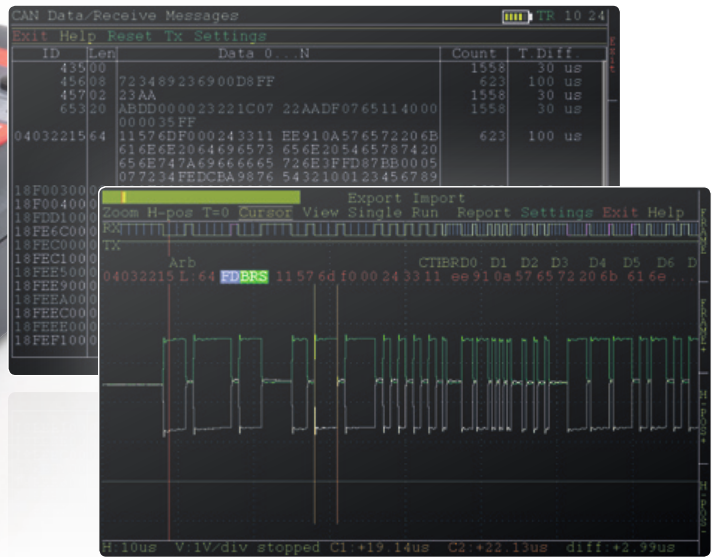 CAN Data/Receive Messages TR 10 24
Exit Help Reset Tx Settings
ID Len Data 0...N Count T.Diff.
435 00 1558 30 us
456 08 723489236900D8FF 623 100 us
457 02 23AA 1558 30 us
653 20 ABDD0000023221C07 22AADF0765114000 1558 30 us
000035FF
04032215 64 11576DF000243311 EE910A576572206B 623 100 us
616E6E2064696573 656E205465787420
656E747A69666665 726E3FFD87BB0005
077234FEDCBA9876 5432100123456789
18F00300
18F00400
18FDD100
18FE6C00
18FEC000
18FEC100
18FEE500
18FEE900
18FEEA00
18FEEC00
18FEEE00
18FEF100
Export Import
Zoom H-pos T=0 Cursor View Single Run Report Settings Exit Help
RX
TX
Arb CTRBRD0 D1 D2 D3 D4 D5 D6 D
04032215 L:64 FD BRS 11 57 6d f0 00 24 33 11 ee 91 0a 57 65 72 20 6b 61 6e...
H:10us V:1V/div stopped C1:+19.14us C2:+22.13us diff:+2.99us